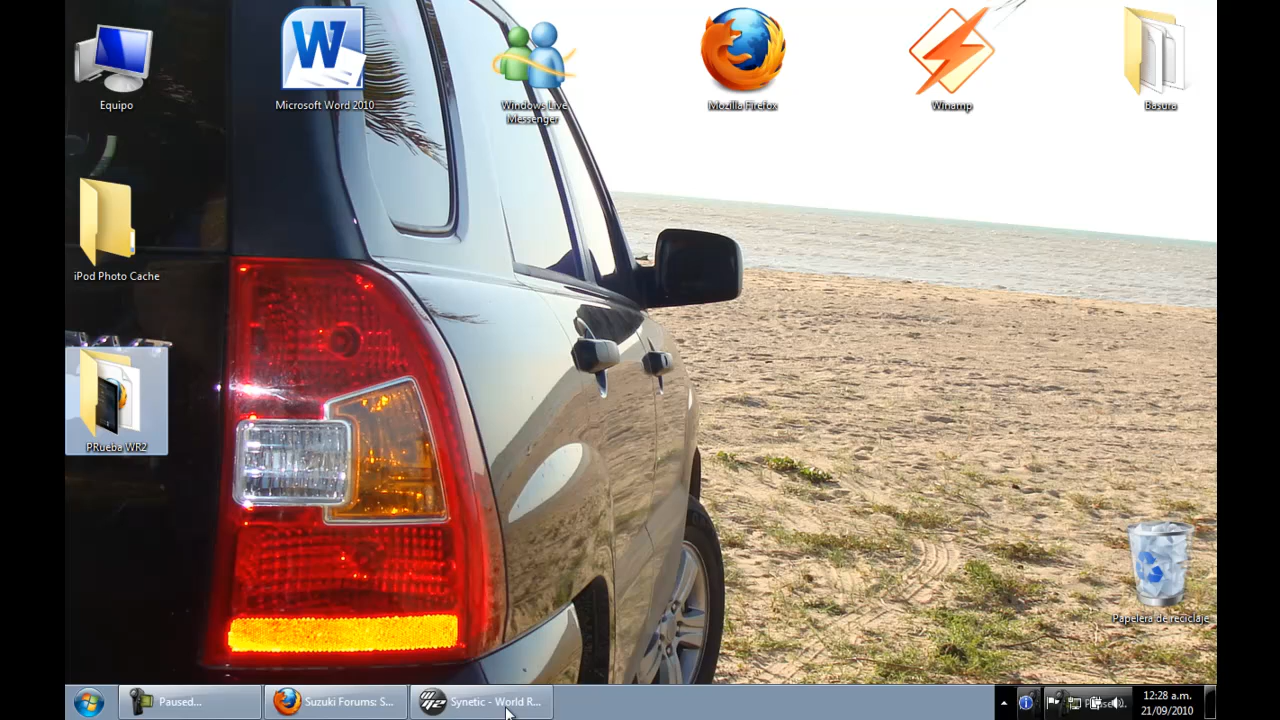 Equipo
Microsoft Word 2010
Windows Live
Messenger
Mozilla Firefox
Winamp
Basura
iPod Photo Cache
PRueba WR2
Papelera de reciclaje
Paused...
Suzuki Forums: S...
Synetic - World R...
12:28 a.m.
21/09/2010